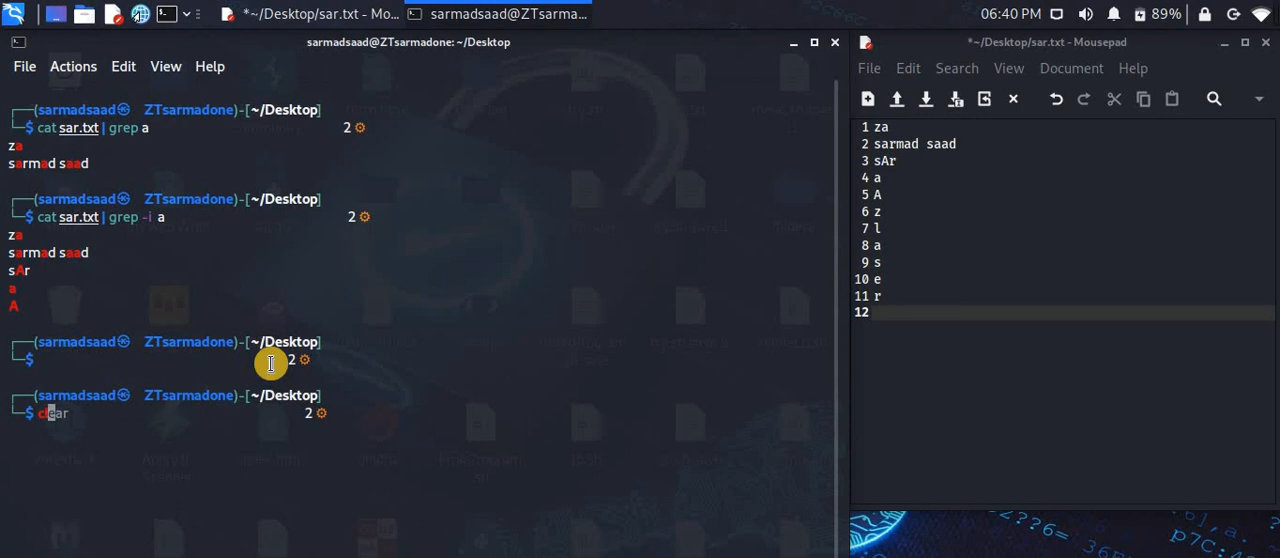 *~/Desktop/sar.txt - Mo...
sarmadsaad@ZTsarma...
06:40 PM
89%
sarmadsaad@ZTsarmadone: ~/Desktop
File Actions Edit View Help
┌──(sarmadsaad㉿ ZTsarmadone)-[~/Desktop]
└─$ cat sar.txt | grep a 2 ⚙
za
sarmad saad
┌──(sarmadsaad㉿ ZTsarmadone)-[~/Desktop]
└─$ cat sar.txt | grep -i a 2 ⚙
za
sarmad saad
sAr
a
A
┌──(sarmadsaad㉿ ZTsarmadone)-[~/Desktop]
└─$ 2 ⚙
┌──(sarmadsaad㉿ ZTsarmadone)-[~/Desktop]
└─$ clear 2 ⚙
*~/Desktop/sar.txt - Mousepad
File Edit Search View Document Help
1 za
2 sarmad saad
3 sAr
4 a
5 A
6 z
7 l
8 a
9 s
10 e
11 r
12